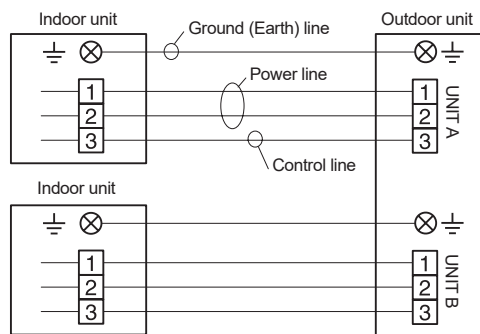 Indoor unit
Outdoor unit
Ground (Earth) line
Power line
1
2
3
1
2
3
UNIT A
Control line
Indoor unit
1
2
3
1
2
3
UNIT B